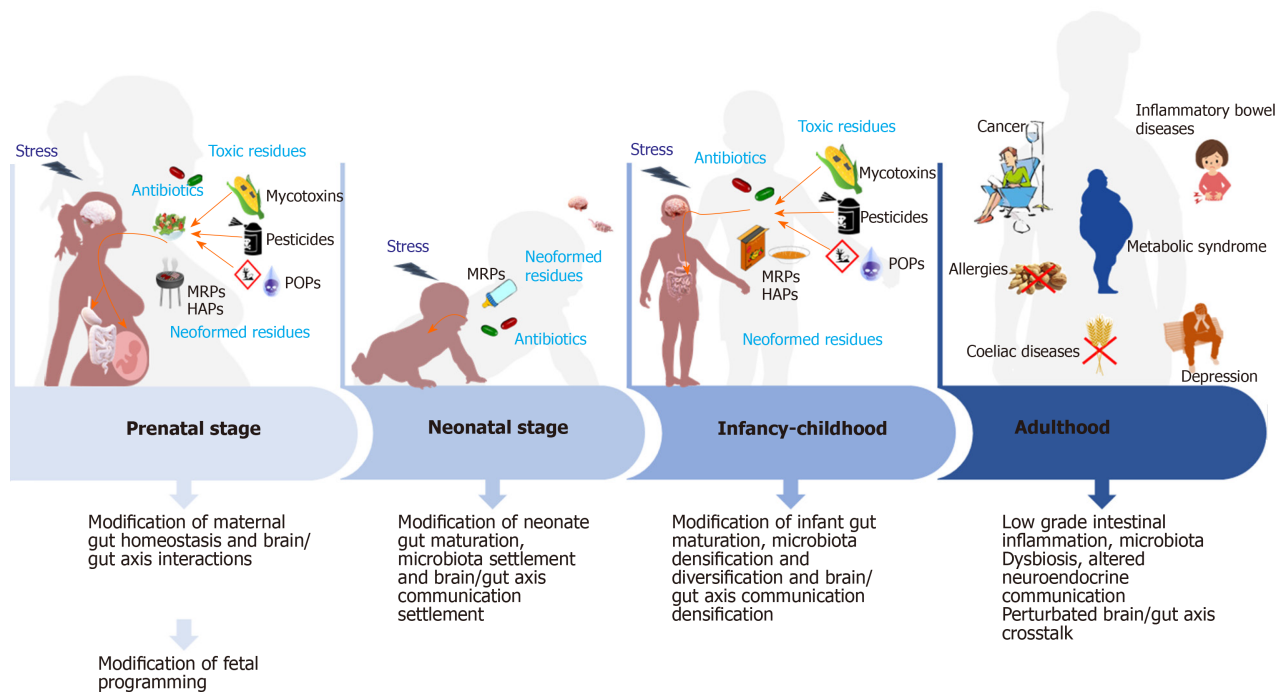 Stress
Toxic residues
Antibiotics
Mycotoxins
Pesticides
POPs
MRPs
HAPs
Neoformed residues
Stress
MRPs
Neoformed
residues
Antibiotics
Stress
Toxic residues
Antibiotics
Mycotoxins
Pesticides
POPs
MRPs
HAPs
Neoformed residues
Cancer
Inflammatory bowel
diseases
Metabolic syndrome
Allergies
Coeliac diseases
Depression
Prenatal stage
Neonatal stage
Infancy-childhood
Adulthood
Modification of maternal
gut homeostasis and brain/
gut axis interactions
Modification of fetal
programming
Modification of neonate
gut maturation,
microbiota settlement
and brain/gut axis
communication
settlement
Modification of infant gut
maturation, microbiota
densification and
diversification and brain/
gut axis communication
densification
Low grade intestinal
inflammation, microbiota
Dysbiosis, altered
neuroendocrine
communication
Perturbated brain/gut axis
crosstalk